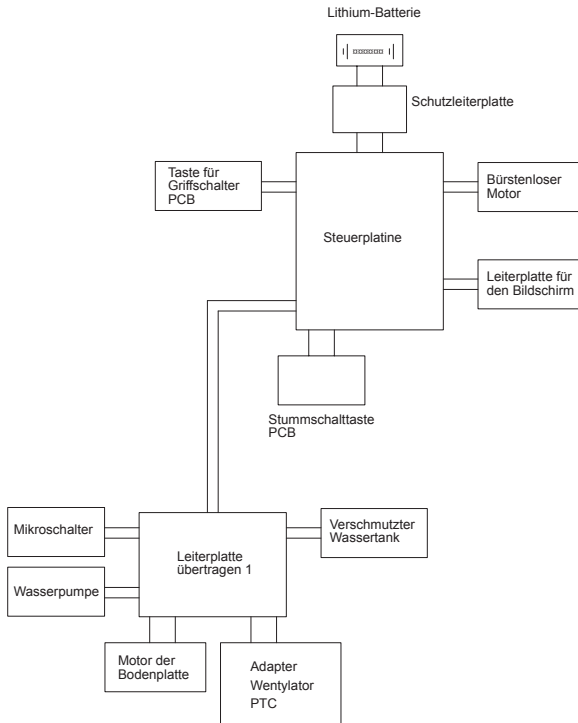 Lithium-Batterie
Schutzleiterplatte
Taste für
Griffschalter
PCB
Bürstenloser
Motor
Steuerplatine
Leiterplatte für
den Bildschirm
Stummschalttaste
PCB
Mikroschalter
Verschmutzter
Wassertank
Leiterplatte
übertragen 1
Wasserpumpe
Motor der
Bodenplatte
Adapter
Wentylator
PTC